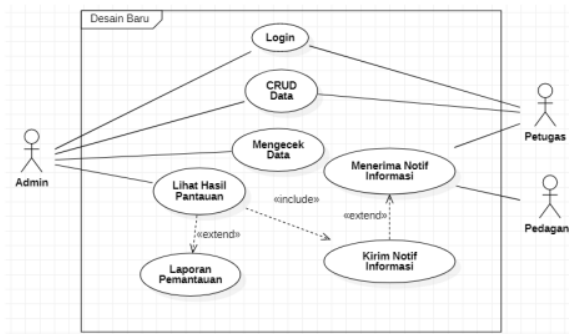 Desain Baru
Login
CRUD
Data
Mengecek
Data
Menerima Notif
Informasi
Petugas
Admin
Lihat Hasil
Pantauan
«include»
«extend»
Pedagan
«extend»
Laporan
Pemantauan
Kirim Notif
Informasi